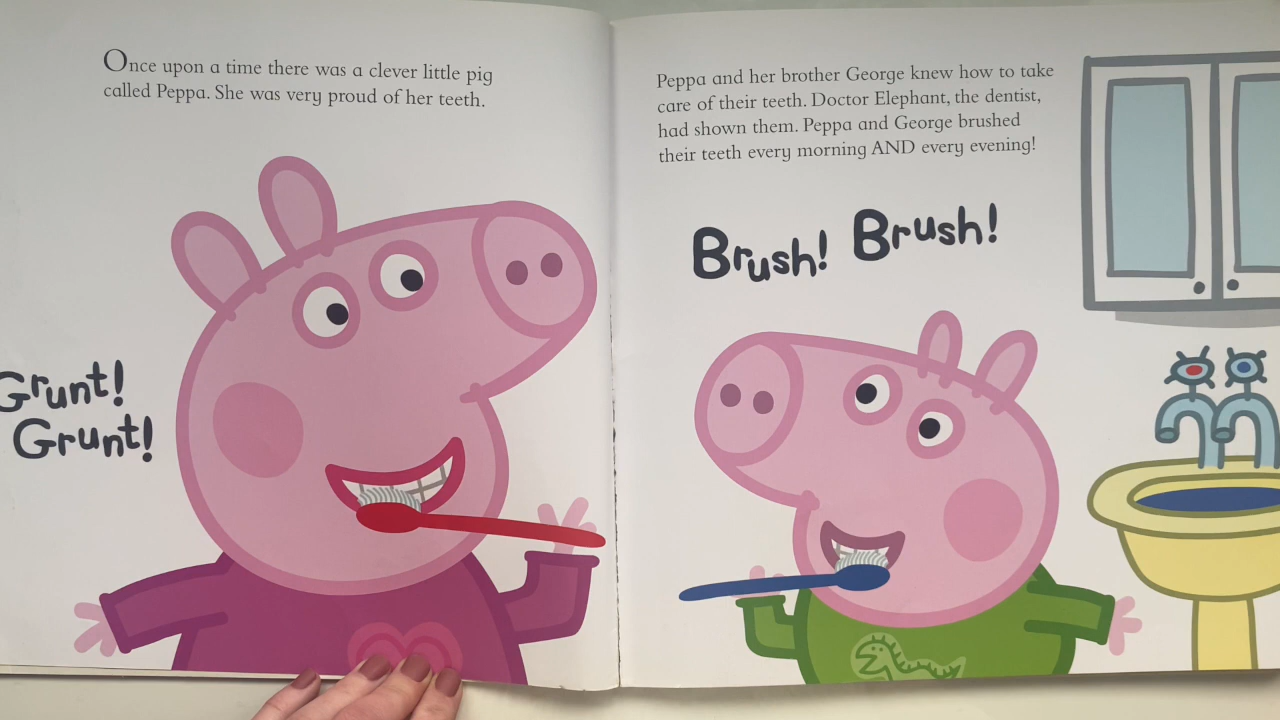 Once upon a time there was a clever little pig
called Peppa. She was very proud of her teeth.
Grunt!
Grunt!
Peppa and her brother George knew how to take
care of their teeth. Doctor Elephant, the dentist,
had shown them. Peppa and George brushed
their teeth every morning AND every evening!
Brush! Brush!